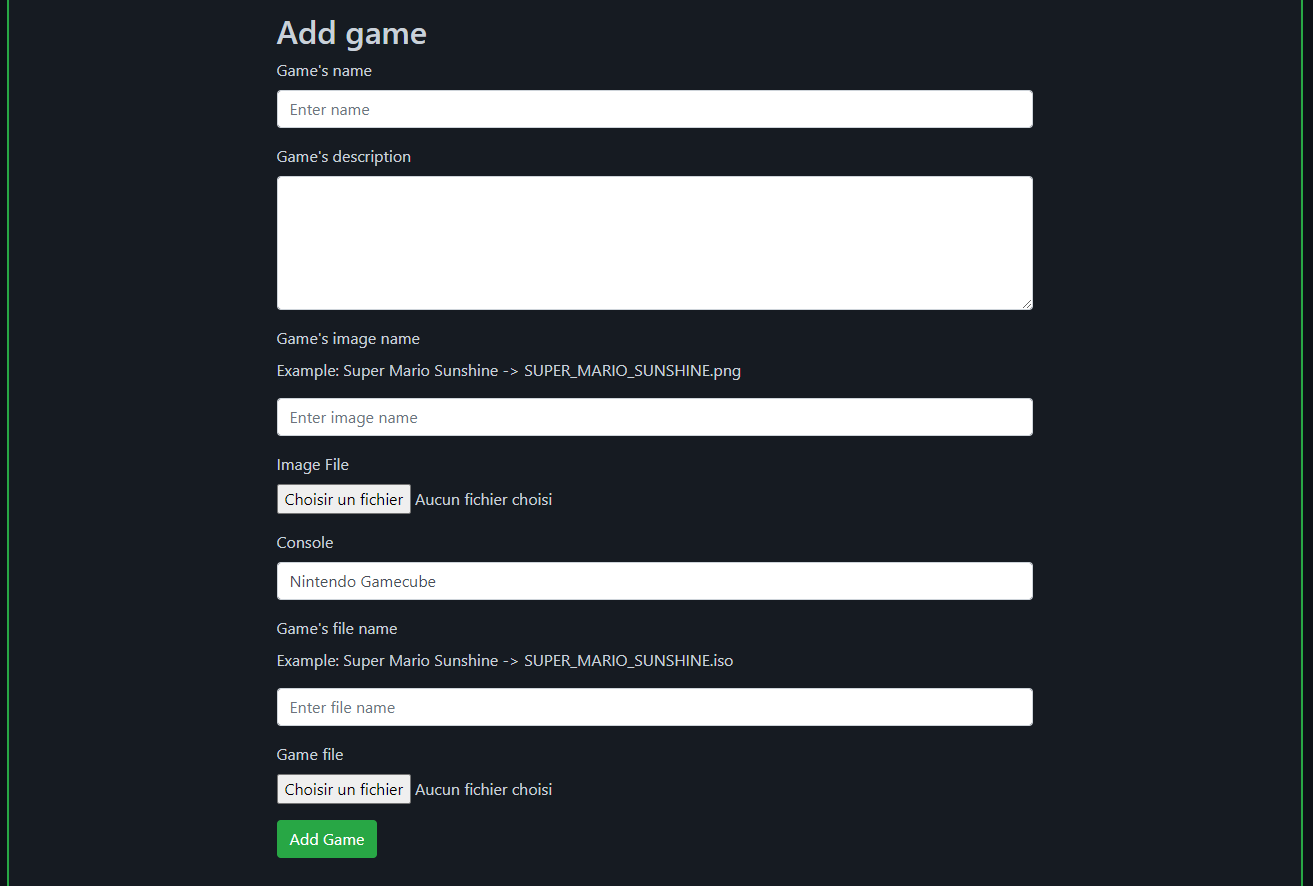 Add game
Game's name
Enter name
Game's description
Game's image name
Example: Super Mario Sunshine -> SUPER_MARIO_SUNSHINE.png
Enter image name
Image File
Choisir un fichier Aucun fichier choisi
Console
Nintendo Gamecube
Game's file name
Example: Super Mario Sunshine -> SUPER_MARIO_SUNSHINE.iso
Enter file name
Game file
Choisir un fichier Aucun fichier choisi
Add Game